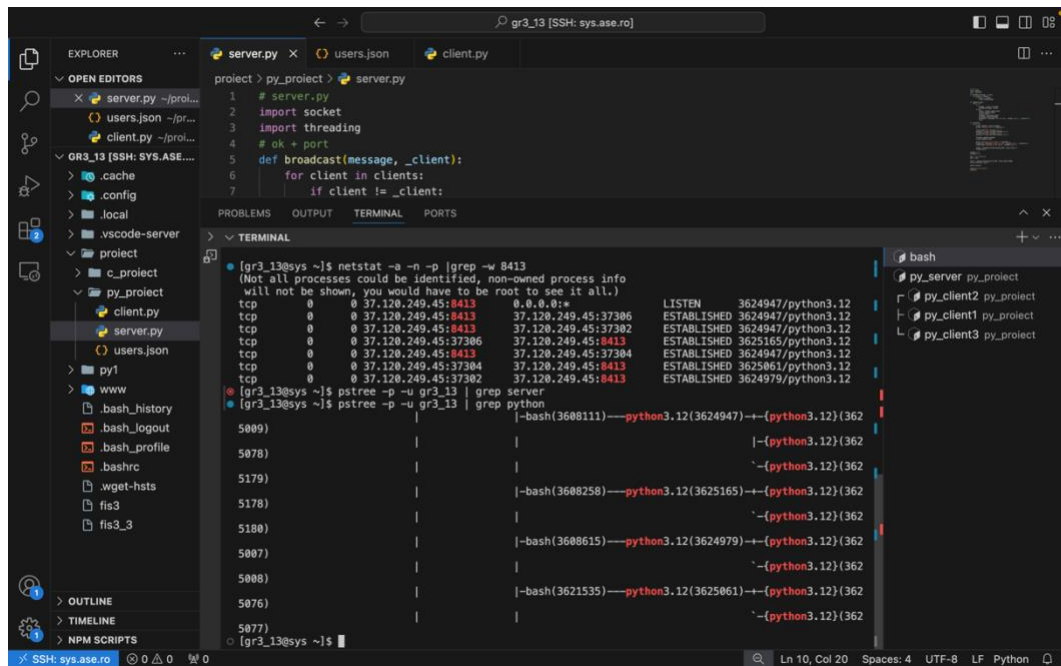 gr3_13 [SSH: sys.ase.ro]
EXPLORER
OPEN EDITORS
server.py ~/proi...
users.json ~/pr...
client.py ~/proi...
GR3_13 [SSH: SYS.ASE....
.cache
.config
.local
.vscode-server
proiect
c_proiect
py_proiect
client.py
server.py
users.json
py1
www
.bash_history
.bash_logout
.bash_profile
.bashrc
.wget-hsts
fis3
fis3_3
OUTLINE
TIMELINE
NPM SCRIPTS
2
1
1
server.py
users.json
client.py
proiect > py_proiect > server.py
1 # server.py
2 import socket
3 import threading
4 # ok + port
5 def broadcast(message, _client):
6 for client in clients:
7 if client != _client:
PROBLEMS OUTPUT TERMINAL PORTS
TERMINAL
[gr3_13@sys ~]$ netstat -a -n -p |grep -w 8413
(Not all processes could be identified, non-owned process info
will not be shown, you would have to be root to see it all.)
tcp 0 0 37.120.249.45:8413 0.0.0.0:* LISTEN 3624947/python3.12
tcp 0 0 37.120.249.45:8413 37.120.249.45:37306 ESTABLISHED 3624947/python3.12
tcp 0 0 37.120.249.45:8413 37.120.249.45:37302 ESTABLISHED 3624947/python3.12
tcp 0 0 37.120.249.45:37306 37.120.249.45:8413 ESTABLISHED 3625165/python3.12
tcp 0 0 37.120.249.45:8413 37.120.249.45:37304 ESTABLISHED 3624947/python3.12
tcp 0 0 37.120.249.45:37304 37.120.249.45:8413 ESTABLISHED 3625061/python3.12
tcp 0 0 37.120.249.45:37302 37.120.249.45:8413 ESTABLISHED 3624979/python3.12
[gr3_13@sys ~]$ pstree -p -u gr3_13 | grep server
[gr3_13@sys ~]$ pstree -p -u gr3_13 | grep python
| |-bash(3608111)---python3.12(3624947)-+-{python3.12}(362
5009)
| | |-{python3.12}(362
5078)
| | `-{python3.12}(362
5179)
| |-bash(3608258)---python3.12(3625165)-+-{python3.12}(362
5178)
| | `-{python3.12}(362
5180)
| |-bash(3608615)---python3.12(3624979)-+-{python3.12}(362
5007)
| | `-{python3.12}(362
5008)
| |-bash(3621535)---python3.12(3625061)-+-{python3.12}(362
5076)
| | `-{python3.12}(362
5077)
[gr3_13@sys ~]$
bash
py_server py_proiect
py_client2 py_proiect
py_client1 py_proiect
py_client3 py_proiect
SSH: sys.ase.ro 0 0 0 Ln 10, Col 20 Spaces: 4 UTF-8 LF Python